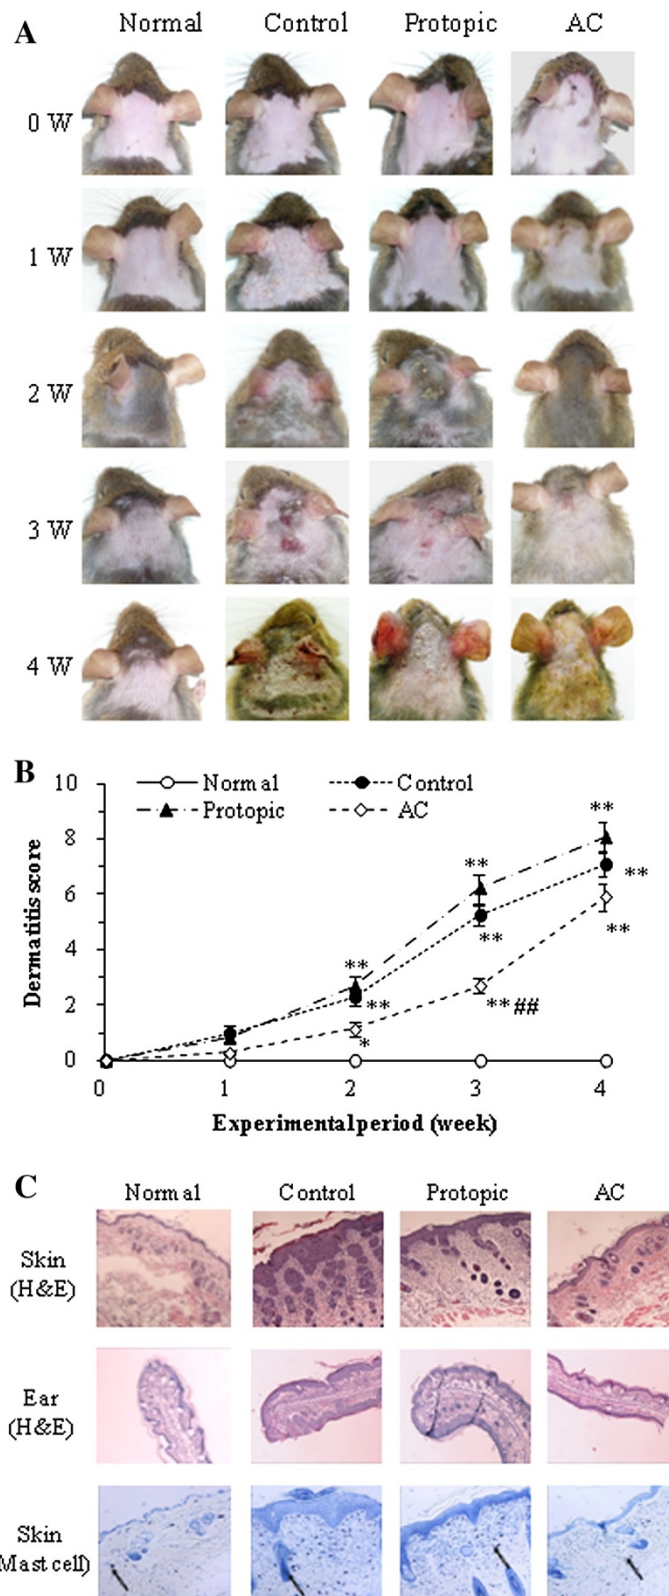 A
Normal Control Protopic AC
0 W
1 W
2 W
3 W
4 W
B
10
Normal Control
Protopic AC
8
6
4
2
0
Dermatitis score
**
**
**
**
**
**
**
** ##
*
0 1 2 3 4
Experimental period (week)
C
Normal Control Protopic AC
Skin
(H&E)
Ear
(H&E)
Skin
Mast cell)